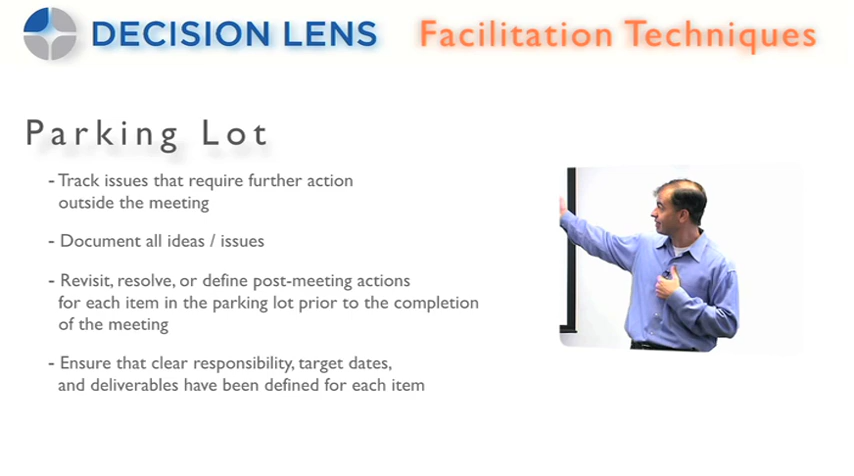 DECISION LENS Facilitation Techniques
Parking Lot
- Track issues that require further action
outside the meeting
- Document all ideas / issues
- Revisit, resolve, or define post-meeting actions
for each item in the parking lot prior to the completion
of the meeting
- Ensure that clear responsibility, target dates,
and deliverables have been defined for each item